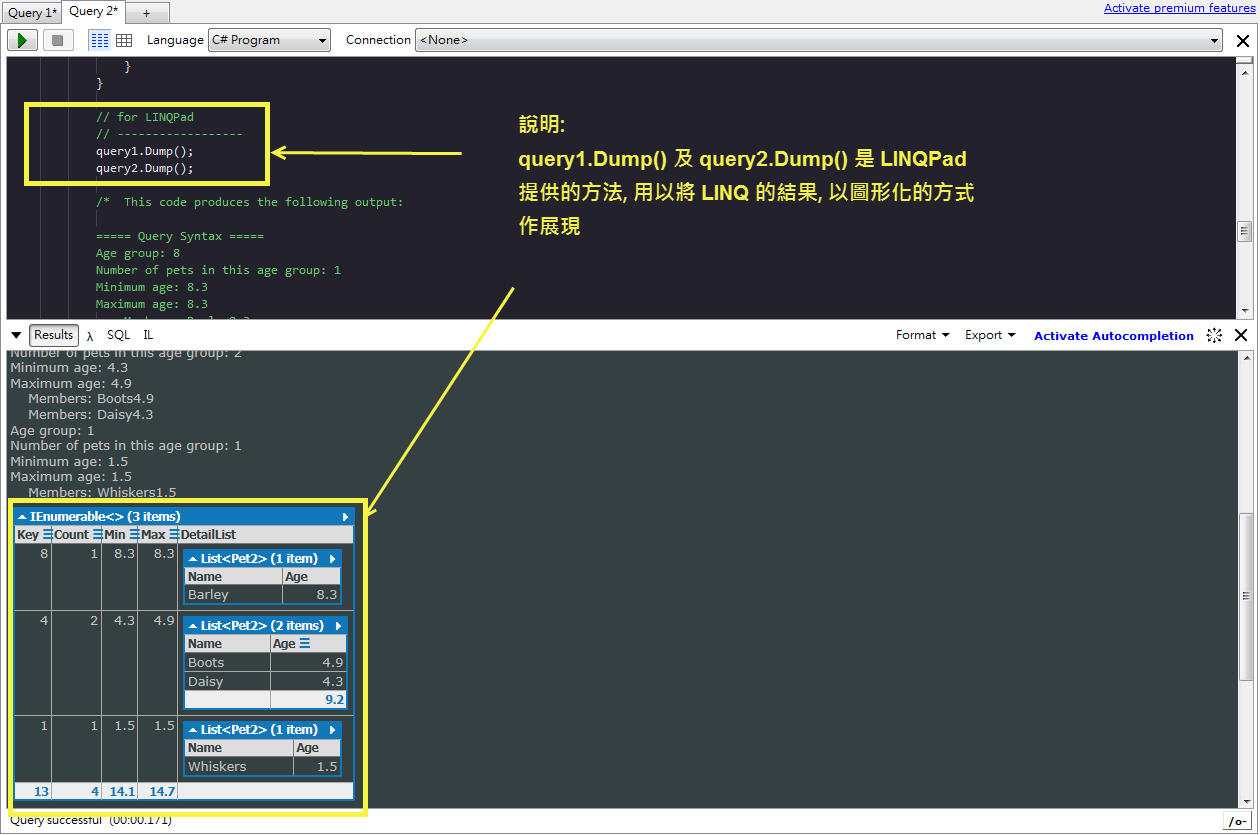 Query 1* Query 2* + Activate premium features
Language C# Program Connection <None>
}
}
// for LINQPad
// ------------------
query1.Dump();
query2.Dump();
/*  This code produces the following output:
===== Query Syntax =====
Age group: 8
Number of pets in this age group: 1
Minimum age: 8.3
Maximum age: 8.3
說明:
query1.Dump() 及 query2.Dump() 是 LINQPad
提供的方法, 用以將 LINQ 的結果, 以圖形化的方式
作展現
Results λ SQL IL Format Export Activate Autocompletion
Number of pets in this age group: 2
Minimum age: 4.3
Maximum age: 4.9
Members: Boots4.9
Members: Daisy4.3
Age group: 1
Number of pets in this age group: 1
Minimum age: 1.5
Maximum age: 1.5
Members: Whiskers1.5
IEnumerable<> (3 items)
Key Count Min Max DetailList
8 1 8.3 8.3 List<Pet2> (1 item)
Name Age
Barley 8.3
4 2 4.3 4.9 List<Pet2> (2 items)
Name Age
Boots 4.9
Daisy 4.3
9.2
1 1 1.5 1.5 List<Pet2> (1 item)
Name Age
Whiskers 1.5
13 4 14.1 14.7
Query successful (00:00.171) /o-